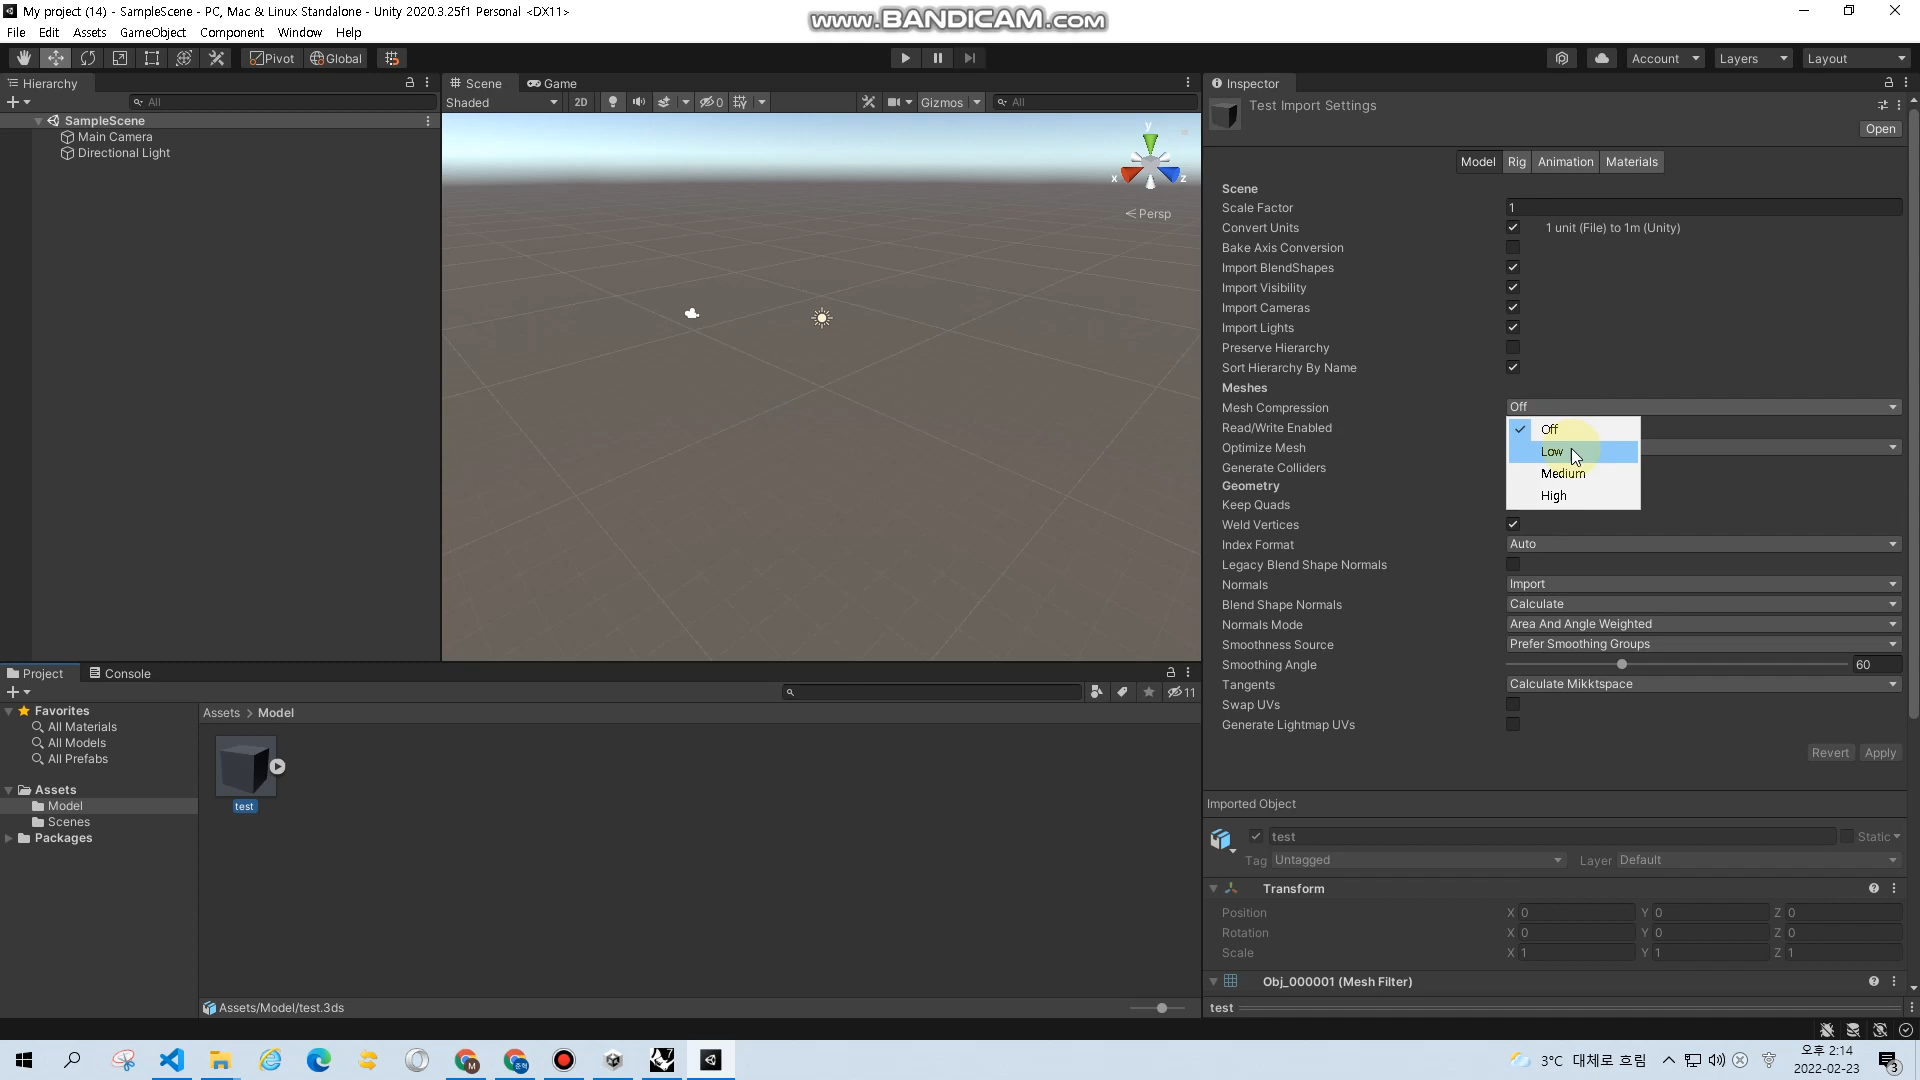 My project (14) - SampleScene - PC, Mac & Linux Standalone - Unity 2020.3.25f1 Personal <DX11>
www.BANDICAM.com
File Edit Assets GameObject Component Window Help
Pivot Global Account Layers Layout
Hierarchy
All
SampleScene
Main Camera
Directional Light
Scene Game
Shaded 2D 0 Gizmos All
y
x z
Persp
Inspector
Test Import Settings
Open
Model Rig Animation Materials
Scene
Scale Factor 1
Convert Units 1 unit (File) to 1m (Unity)
Bake Axis Conversion
Import BlendShapes
Import Visibility
Import Cameras
Import Lights
Preserve Hierarchy
Sort Hierarchy By Name
Meshes
Mesh Compression Off
Read/Write Enabled Off
Optimize Mesh Low
Medium
Generate Colliders
High
Geometry
Keep Quads
Weld Vertices
Index Format Auto
Legacy Blend Shape Normals
Normals Import
Blend Shape Normals Calculate
Normals Mode Area And Angle Weighted
Smoothness Source Prefer Smoothing Groups
Smoothing Angle 60
Tangents Calculate Mikktspace
Swap UVs
Generate Lightmap UVs
Revert Apply
Imported Object
test Static
Tag Untagged Layer Default
Transform
Position X 0 Y 0 Z 0
Rotation X 0 Y 0 Z 0
Scale X 1 Y 1 Z 1
Obj_000001 (Mesh Filter)
test
Project Console
11
Favorites
All Materials
All Models
All Prefabs
Assets
Model
Scenes
Packages
Assets > Model
test
Assets/Model/test.3ds
3°C 대체로 흐림
오후 2:14
2022-02-23
3